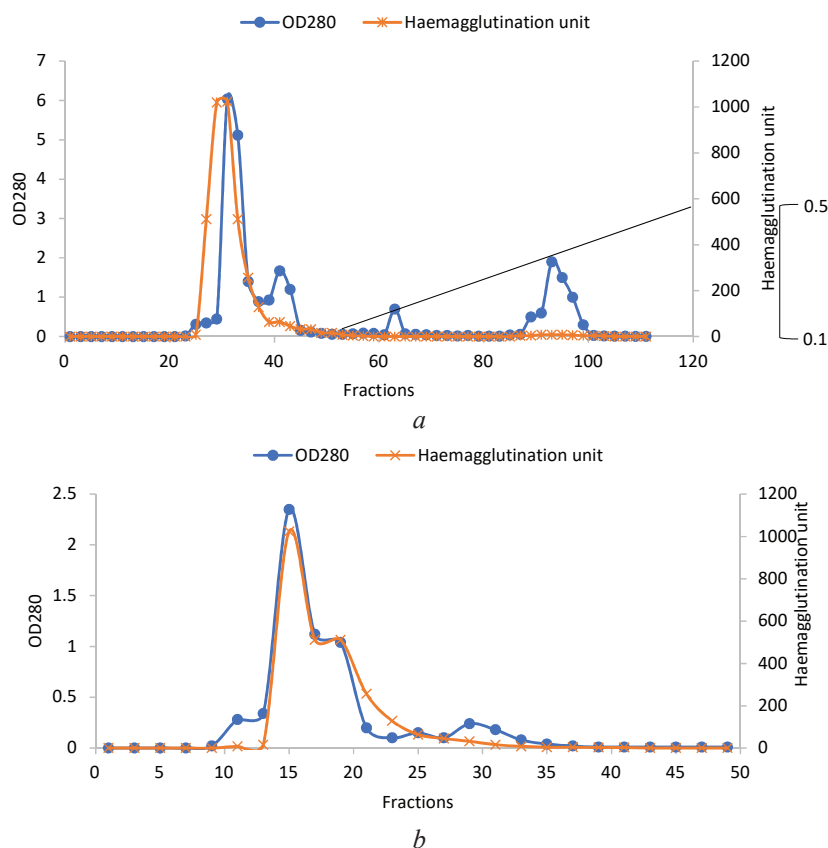 OD280 Haemagglutination unit
7 1200
6 1000
5 800
4
3 600 0.5
2 400
1 200
0 0 0.1
0 20 40 60 80 100 120
OD280
Haemagglutination unit
Fractions
a
OD280 Haemagglutination unit
2.5 1200
2 1000
1.5 800
1 600
0.5 400
0 200
0
0 5 10 15 20 25 30 35 40 45 50
OD280
Haemagglutination unit
Fractions
b